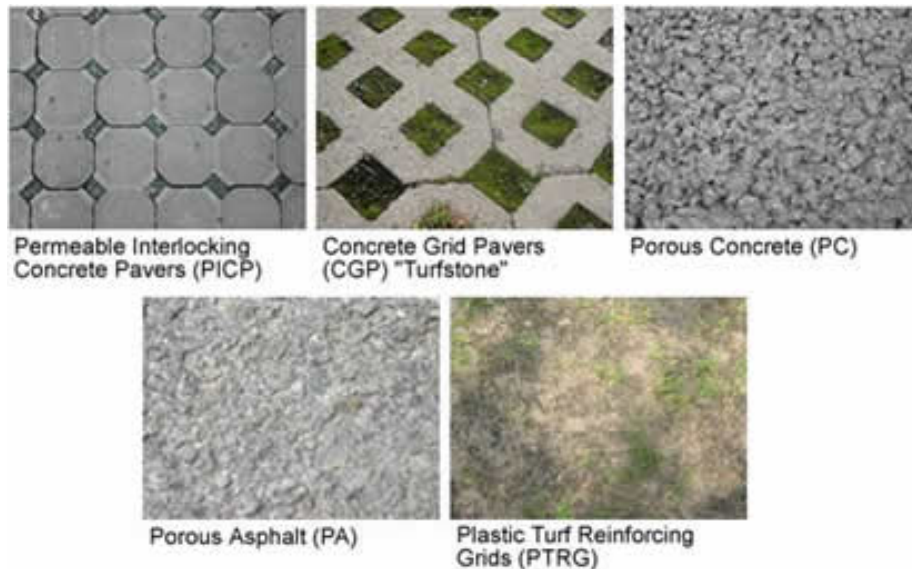 Permeable Interlocking
Concrete Pavers (PICP)
Concrete Grid Pavers
(CGP) "Turfstone"
Porous Concrete (PC)
Porous Asphalt (PA)
Plastic Turf Reinforcing
Grids (PTRG)